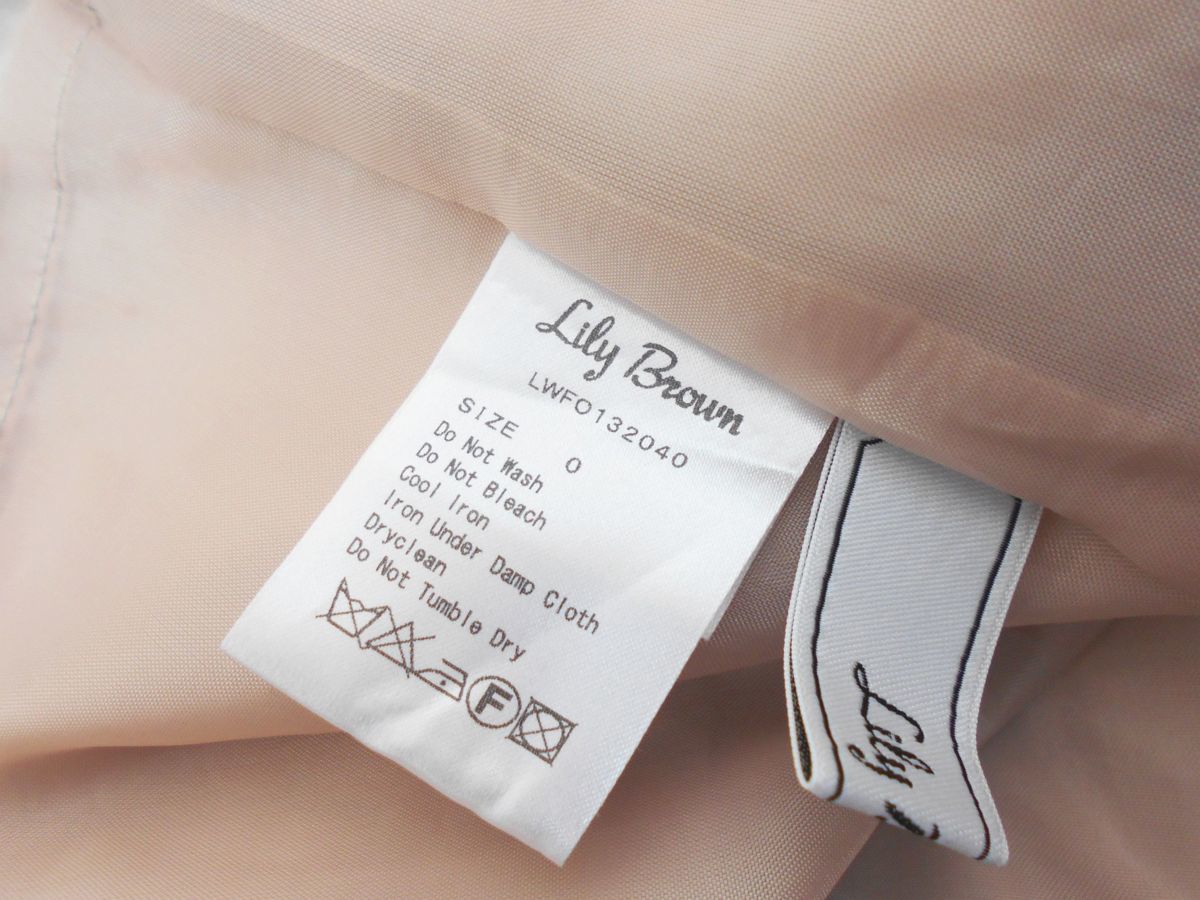 Lily Brown
LWFO132040
SIZE 0
Do Not Wash
Do Not Bleach
Cool Iron
Iron Under Damp Cloth
Dryclean
Do Not Tumble Dry
F
Lily